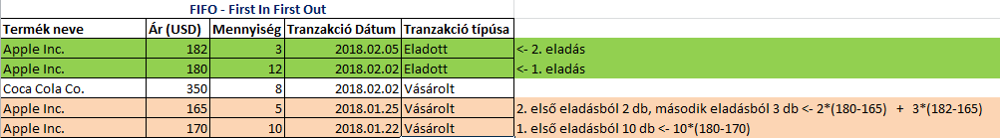 FIFO - First In First Out
Termék neve Ár (USD) Mennyiség Tranzakció Dátum Tranzakció típúsa
Apple Inc. 182 3 2018.02.05 Eladott <- 2. eladás
Apple Inc. 180 12 2018.02.02 Eladott <- 1. eladás
Coca Cola Co. 350 8 2018.02.02 Vásárolt
Apple Inc. 165 5 2018.01.25 Vásárolt 2. első eladásból 2 db, második eladásból 3 db <- 2*(180-165) + 3*(182-165)
Apple Inc. 170 10 2018.01.22 Vásárolt 1. első eladásból 10 db <- 10*(180-170)